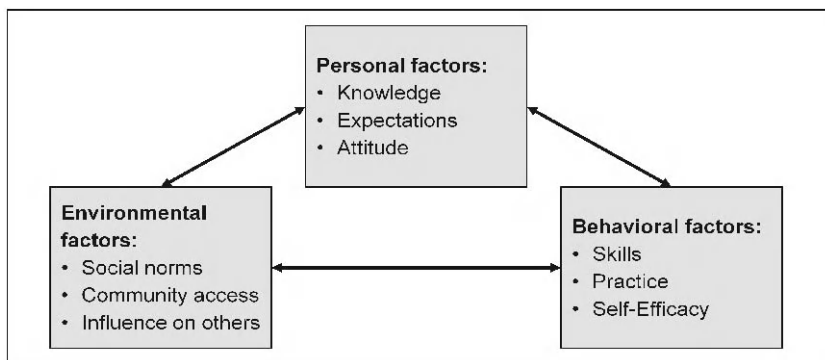 Personal factors:
• Knowledge
• Expectations
• Attitude
Environmental
factors:
• Social norms
• Community access
• Influence on others
Behavioral factors:
• Skills
• Practice
• Self-Efficacy